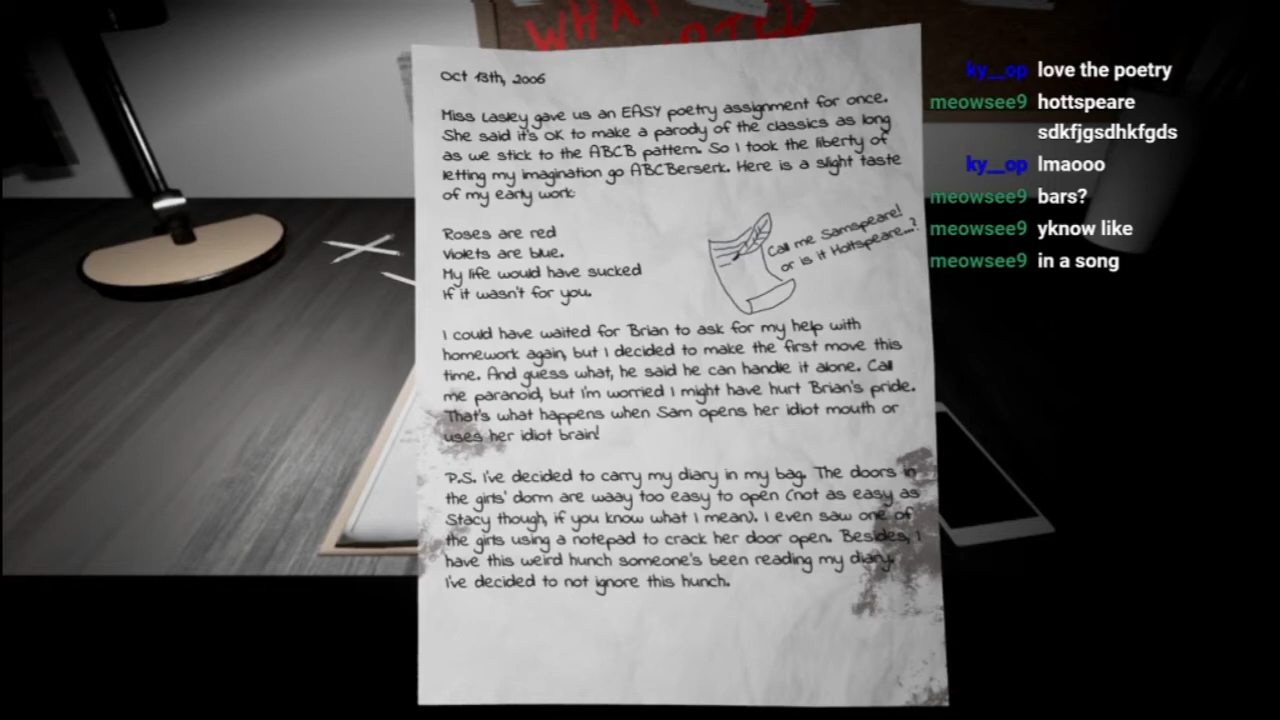 WHAT
Oct 13th, 2006
Miss Lasley gave us an EASY poetry assignment for once.
She said it's OK to make a parody of the classics as long
as we stick to the ABCB pattern. So I took the liberty of
letting my imagination go ABCBerserk. Here is a slight taste
of my early work:
Roses are red
Violets are blue.
My life would have sucked
If it wasn't for you.
Call me Samspeare!
or is it Hottspeare...?
I could have waited for Brian to ask for my help with
homework again, but I decided to make the first move this
time. And guess what, he said he can handle it alone. Call
me paranoid, but I'm worried I might have hurt Brian's pride.
That's what happens when Sam opens her idiot mouth or
uses her idiot brain!
P.S. I've decided to carry my diary in my bag. The doors in
the girls' dorm are waay too easy to open (not as easy as
Stacy though, if you know what I mean). I even saw one of
the girls using a notepad to crack her door open. Besides, I
have this weird hunch someone's been reading my diary.
I've decided to not ignore this hunch.
ky__op love the poetry
meowsee9 hottspeare
sdkfjgsdhkfgds
ky__op lmaooo
meowsee9 bars?
meowsee9 yknow like
meowsee9 in a song